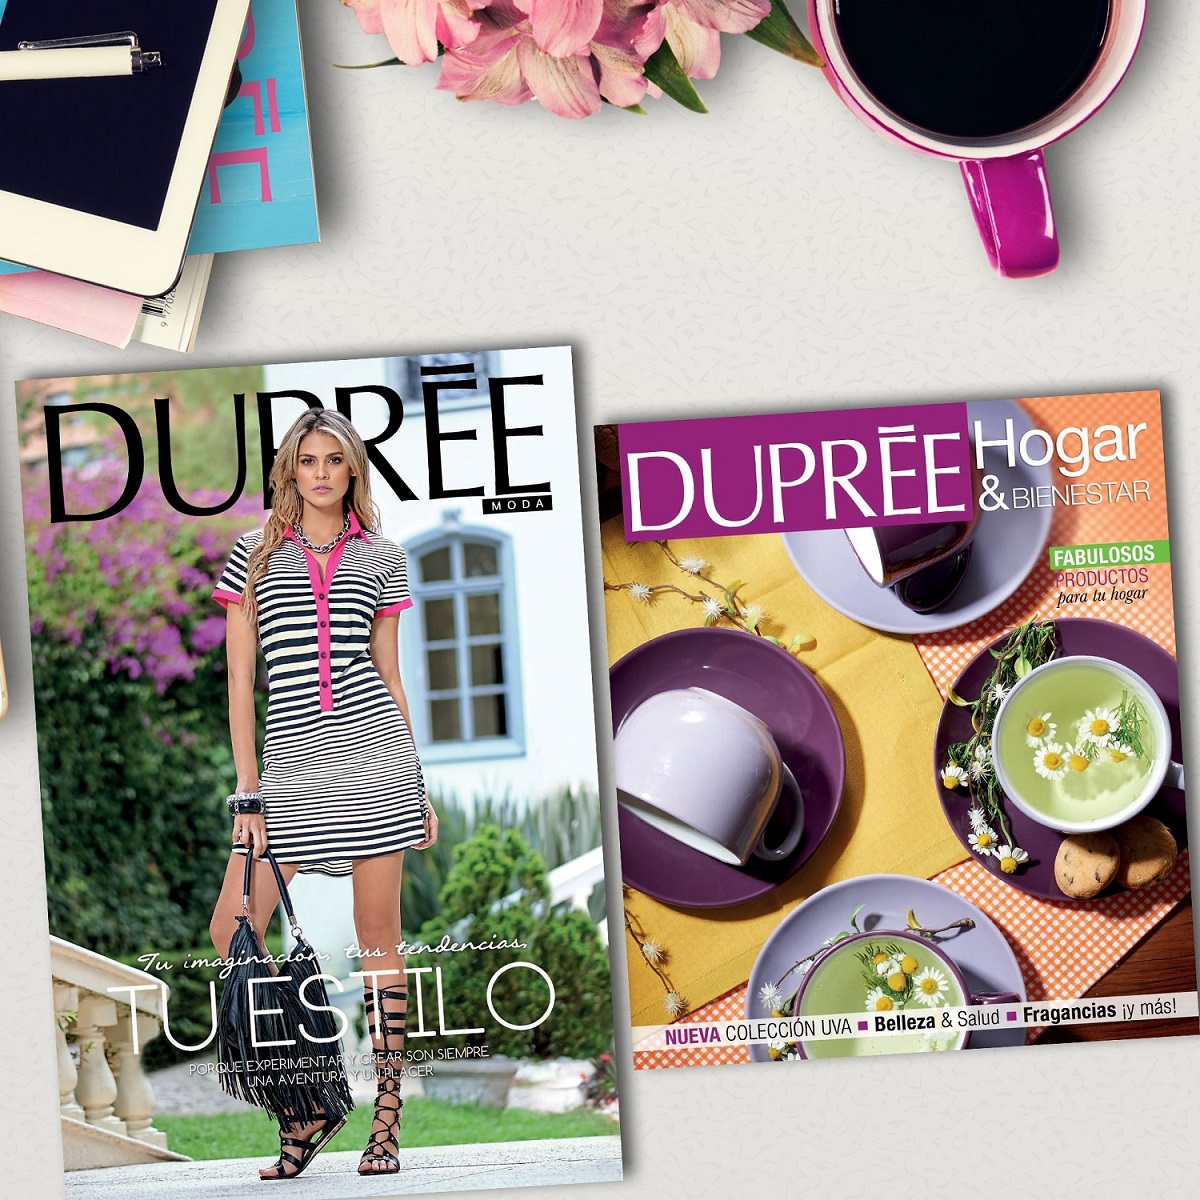 DUPRĒE
MODA
Tu imaginación, tus tendencias,
TU ESTILO
PORQUE EXPERIMENTAR Y CREAR SON SIEMPRE
UNA AVENTURA Y UN PLACER
DUPRĒE Hogar
& BIENESTAR
FABULOSOS
PRODUCTOS
para tu hogar
NUEVA COLECCIÓN UVA ■ Belleza & Salud ■ Fragancias ¡y más!